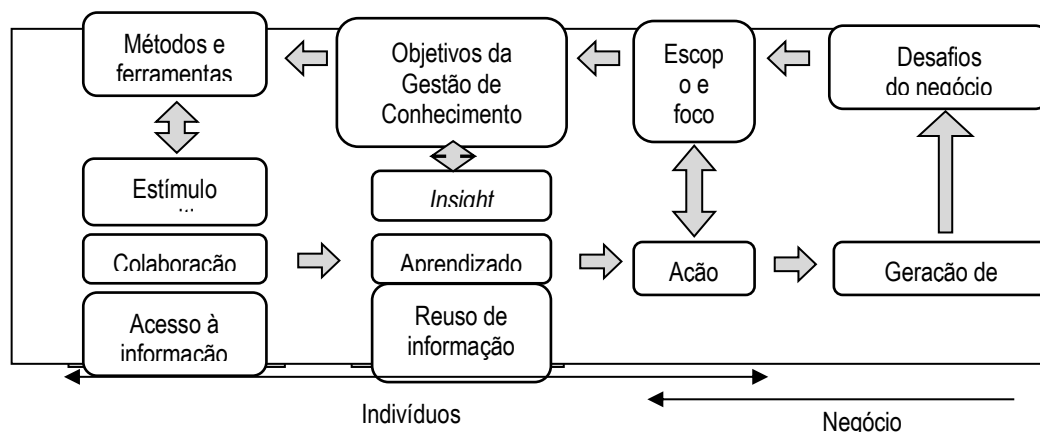 Métodos e
ferramentas
Objetivos da
Gestão de
Conhecimento
Escop
o e
foco
Desafios
do negócio
Estímulo
Insight
Colaboração
Aprendizado
Ação
Geração de
Acesso à
informação
Reuso de
informação
Indivíduos
Negócio